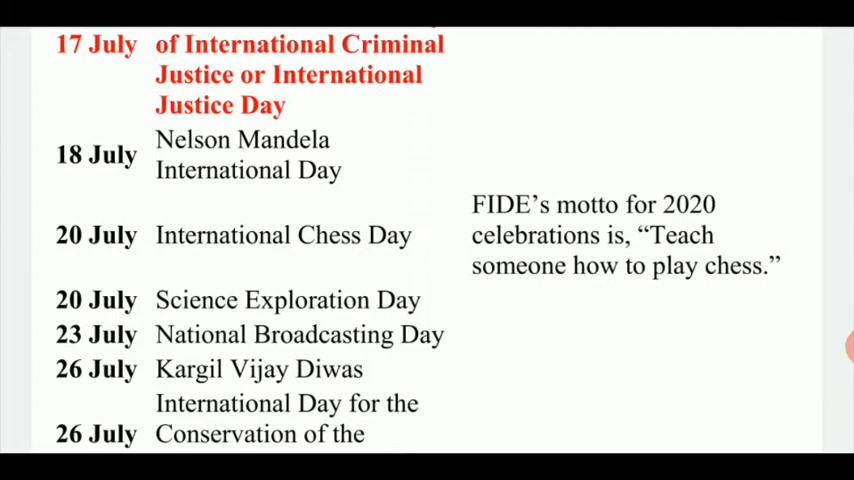 17 July of International Criminal
Justice or International
Justice Day
Nelson Mandela
18 July
International Day
FIDE’s motto for 2020
20 July International Chess Day celebrations is, “Teach
someone how to play chess.”
20 July Science Exploration Day
23 July National Broadcasting Day
26 July Kargil Vijay Diwas
International Day for the
26 July Conservation of the